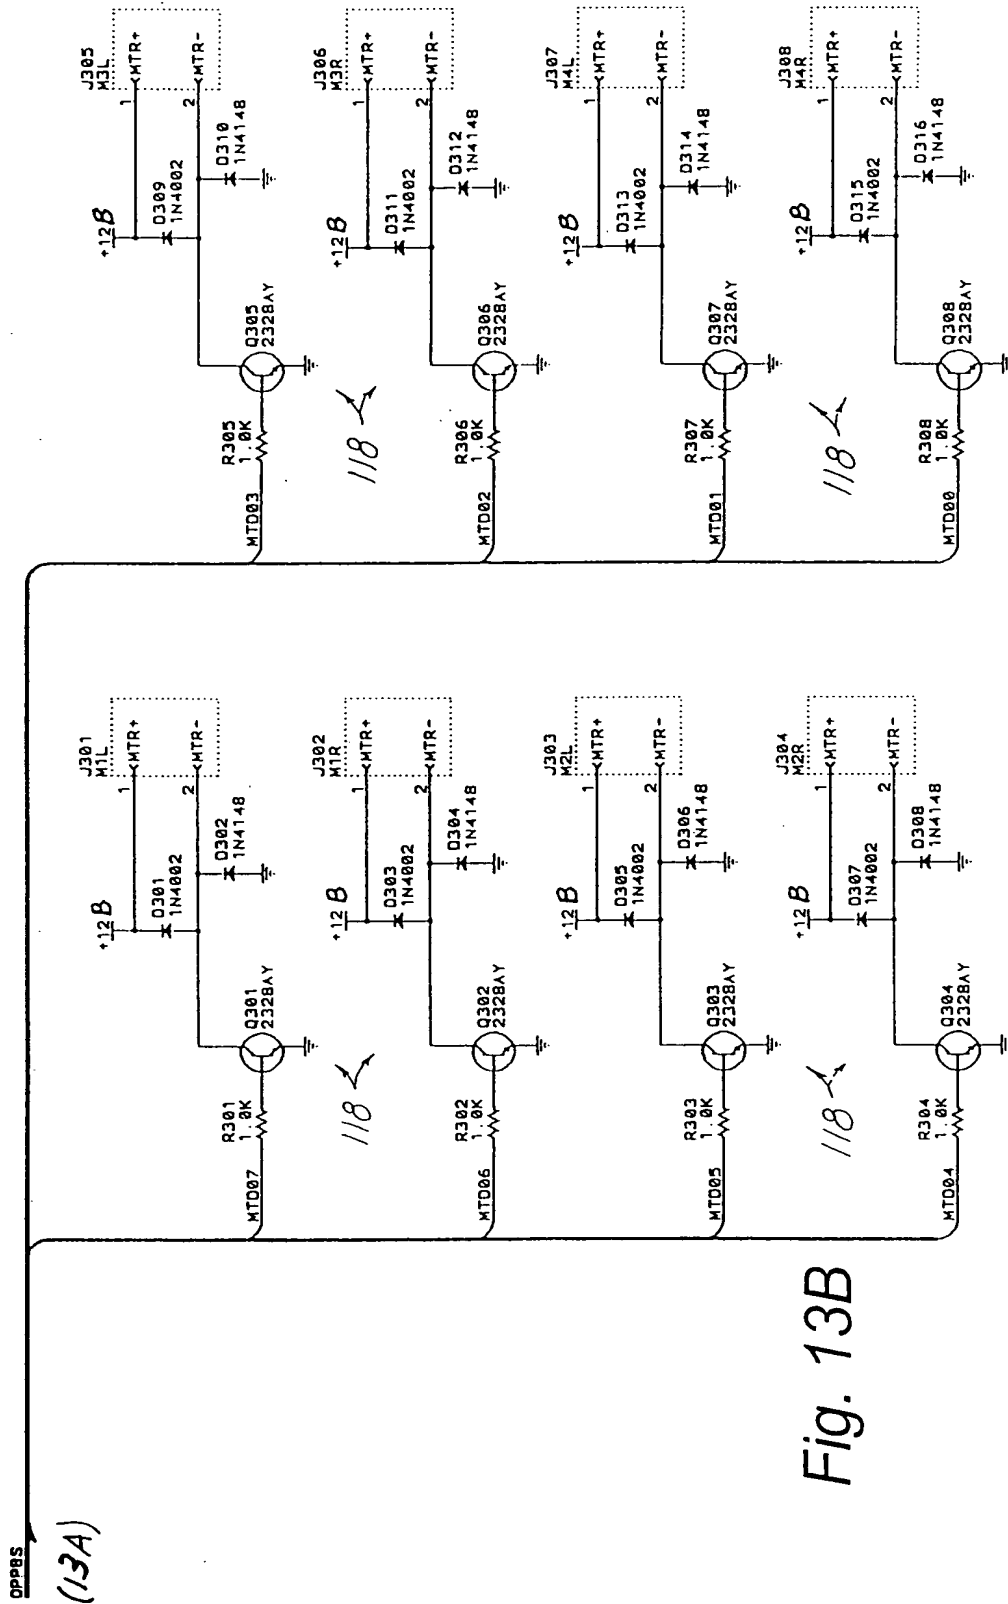 OPPBS
(13A)
J301
M1L
MTR+
MTR-
1
2
+12B
D301
1N4002
D302
1N4148
Q301
2328AY
R301
1.0K
MTD07
118
J302
M1R
MTR+
MTR-
1
2
+12B
D303
1N4002
D304
1N4148
Q302
2328AY
R302
1.0K
MTD06
J303
M2L
MTR+
MTR-
1
2
+12B
D305
1N4002
D306
1N4148
Q303
2328AY
R303
1.0K
MTD05
118
J304
M2R
MTR+
MTR-
1
2
+12B
D307
1N4002
D308
1N4148
Q304
2328AY
R304
1.0K
MTD04
J305
M3L
MTR+
MTR-
1
2
+12B
D309
1N4002
D310
1N4148
Q305
2328AY
R305
1.0K
MTD03
118
J306
M3R
MTR+
MTR-
1
2
+12B
D311
1N4002
D312
1N4148
Q306
2328AY
R306
1.0K
MTD02
J307
M4L
MTR+
MTR-
1
2
+12B
D313
1N4002
D314
1N4148
Q307
2328AY
R307
1.0K
MTD01
118
J308
M4R
MTR+
MTR-
1
2
+12B
D315
1N4002
D316
1N4148
Q308
2328AY
R308
1.0K
MTD00
Fig. 13B